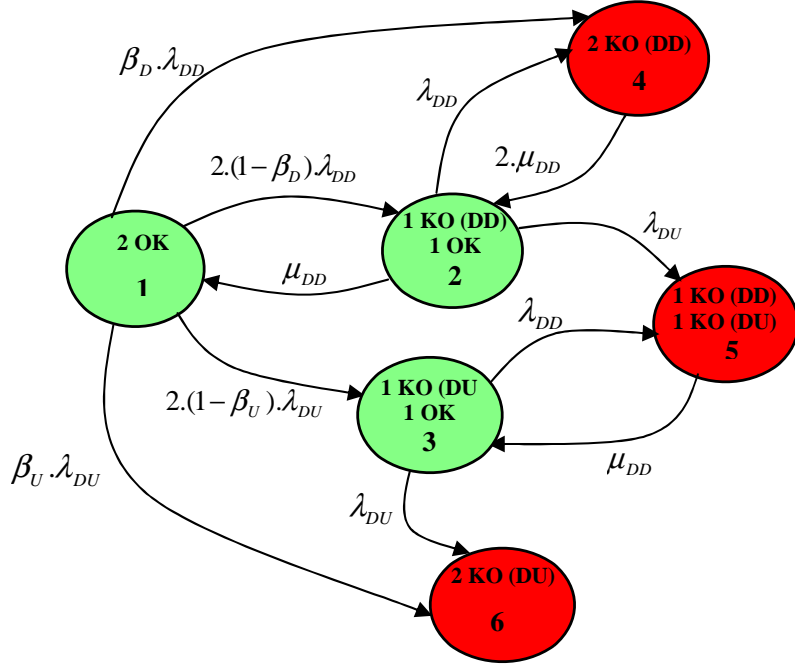 2 KO (DD)
4
β_D.λ_DD
λ_DD
2.μ_DD
2.(1−β_D).λ_DD
1 KO (DD)
1 OK
2
λ_DU
2 OK
1
μ_DD
1 KO (DD)
1 KO (DU)
5
λ_DD
1 KO (DU
1 OK
3
2.(1−β_U).λ_DU
μ_DD
β_U.λ_DU
λ_DU
2 KO (DU)
6